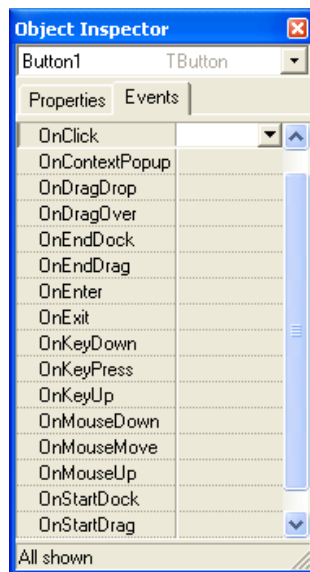 Object Inspector
Button1 TButton
Properties Events
OnClick
OnContextPopup
OnDragDrop
OnDragOver
OnEndDock
OnEndDrag
OnEnter
OnExit
OnKeyDown
OnKeyPress
OnKeyUp
OnMouseDown
OnMouseMove
OnMouseUp
OnStartDock
OnStartDrag
All shown